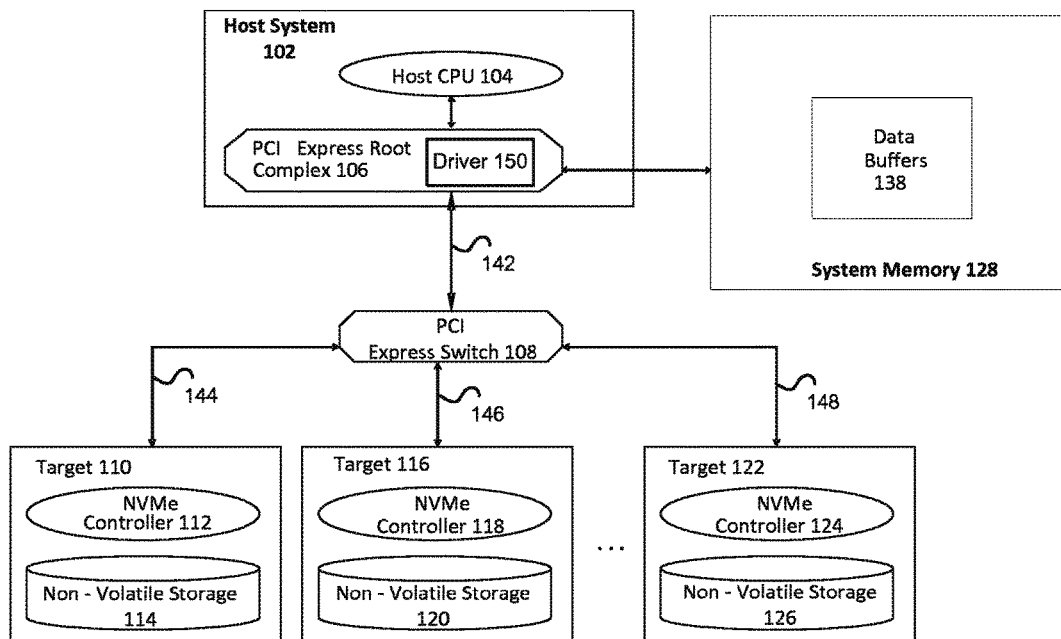 Host System
102
Host CPU 104
PCI Express Root
Complex 106
Driver 150
Data
Buffers
138
System Memory 128
142
PCI
Express Switch 108
144
146
148
Target 110
NVMe
Controller 112
Non - Volatile Storage
114
Target 116
NVMe
Controller 118
Non - Volatile Storage
120
...
Target 122
NVMe
Controller 124
Non - Volatile Storage
126